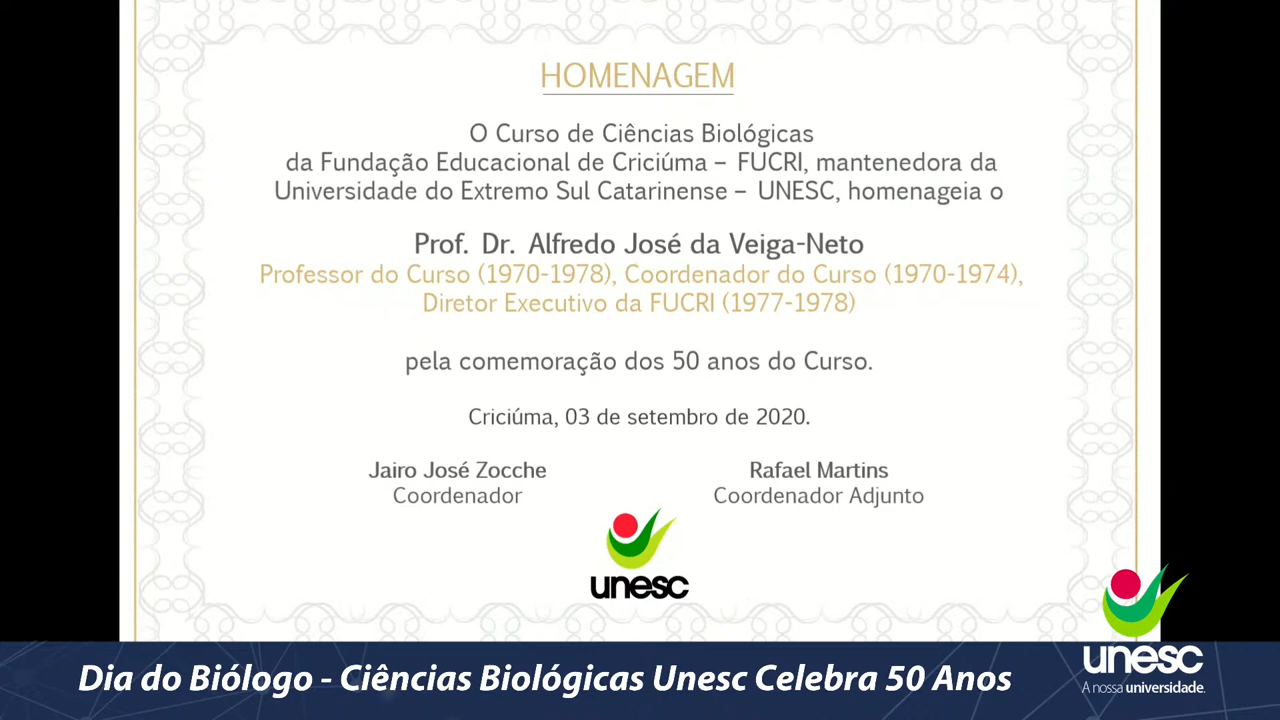 HOMENAGEM
O Curso de Ciências Biológicas
da Fundação Educacional de Criciúma – FUCRI, mantenedora da
Universidade do Extremo Sul Catarinense – UNESC, homenageia o
Prof. Dr. Alfredo José da Veiga-Neto
Professor do Curso (1970-1978), Coordenador do Curso (1970-1974),
Diretor Executivo da FUCRI (1977-1978)
pela comemoração dos 50 anos do Curso.
Criciúma, 03 de setembro de 2020.
Jairo José Zocche
Coordenador
Rafael Martins
Coordenador Adjunto
unesc
Dia do Biólogo - Ciências Biológicas Unesc Celebra 50 Anos
unesc
A nossa universidade.